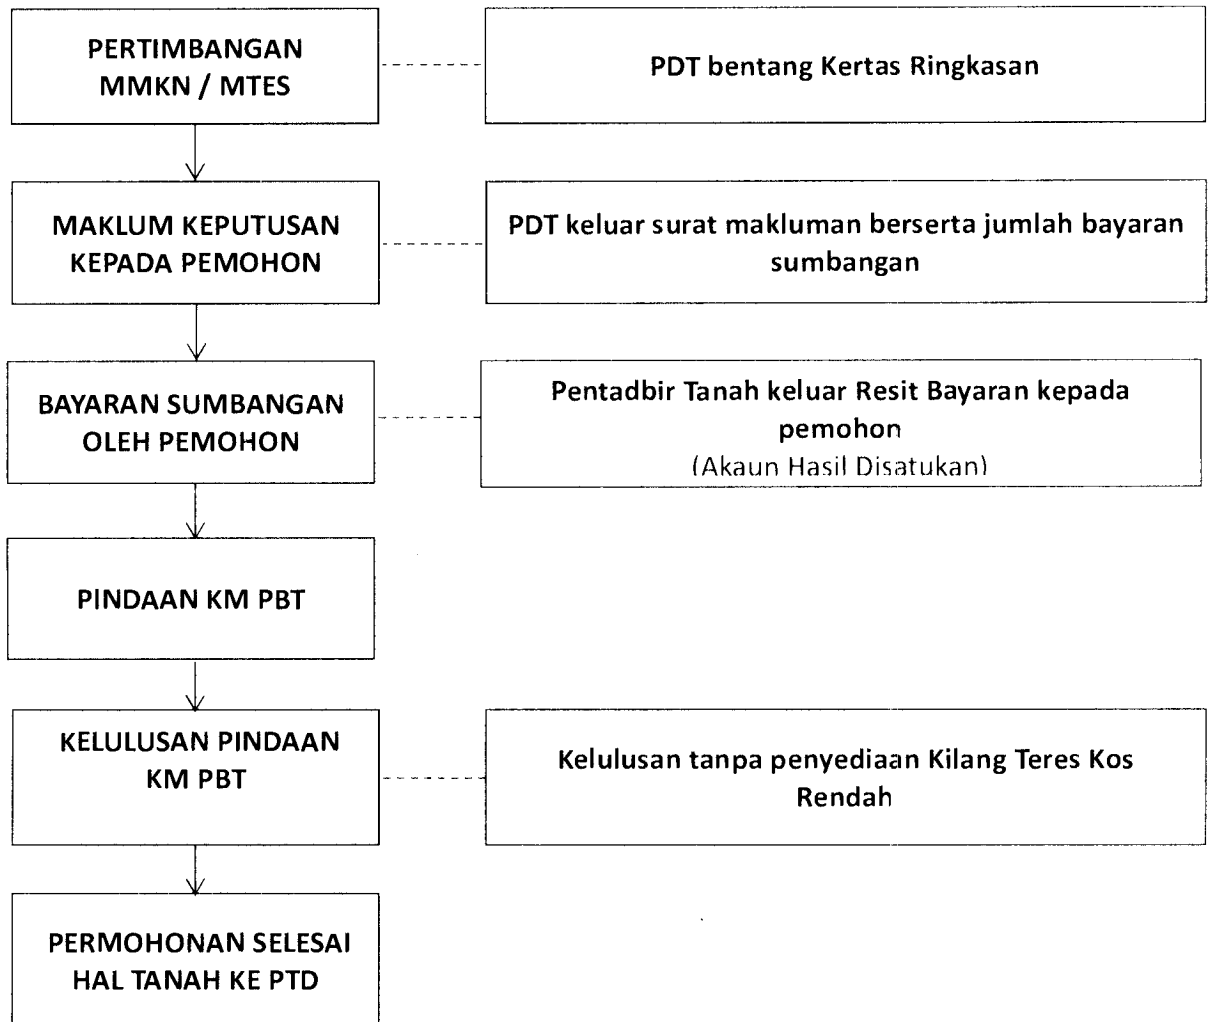 PERTIMBANGAN
MMKN / MTES
PDT bentang Kertas Ringkasan
MAKLUM KEPUTUSAN
KEPADA PEMOHON
PDT keluar surat makluman berserta jumlah bayaran
sumbangan
BAYARAN SUMBANGAN
OLEH PEMOHON
Pentadbir Tanah keluar Resit Bayaran kepada
pemohon
(Akaun Hasil Disatukan)
PINDAAN KM PBT
KELULUSAN PINDAAN
KM PBT
Kelulusan tanpa penyediaan Kilang Teres Kos
Rendah
PERMOHONAN SELESAI
HAL TANAH KE PTD